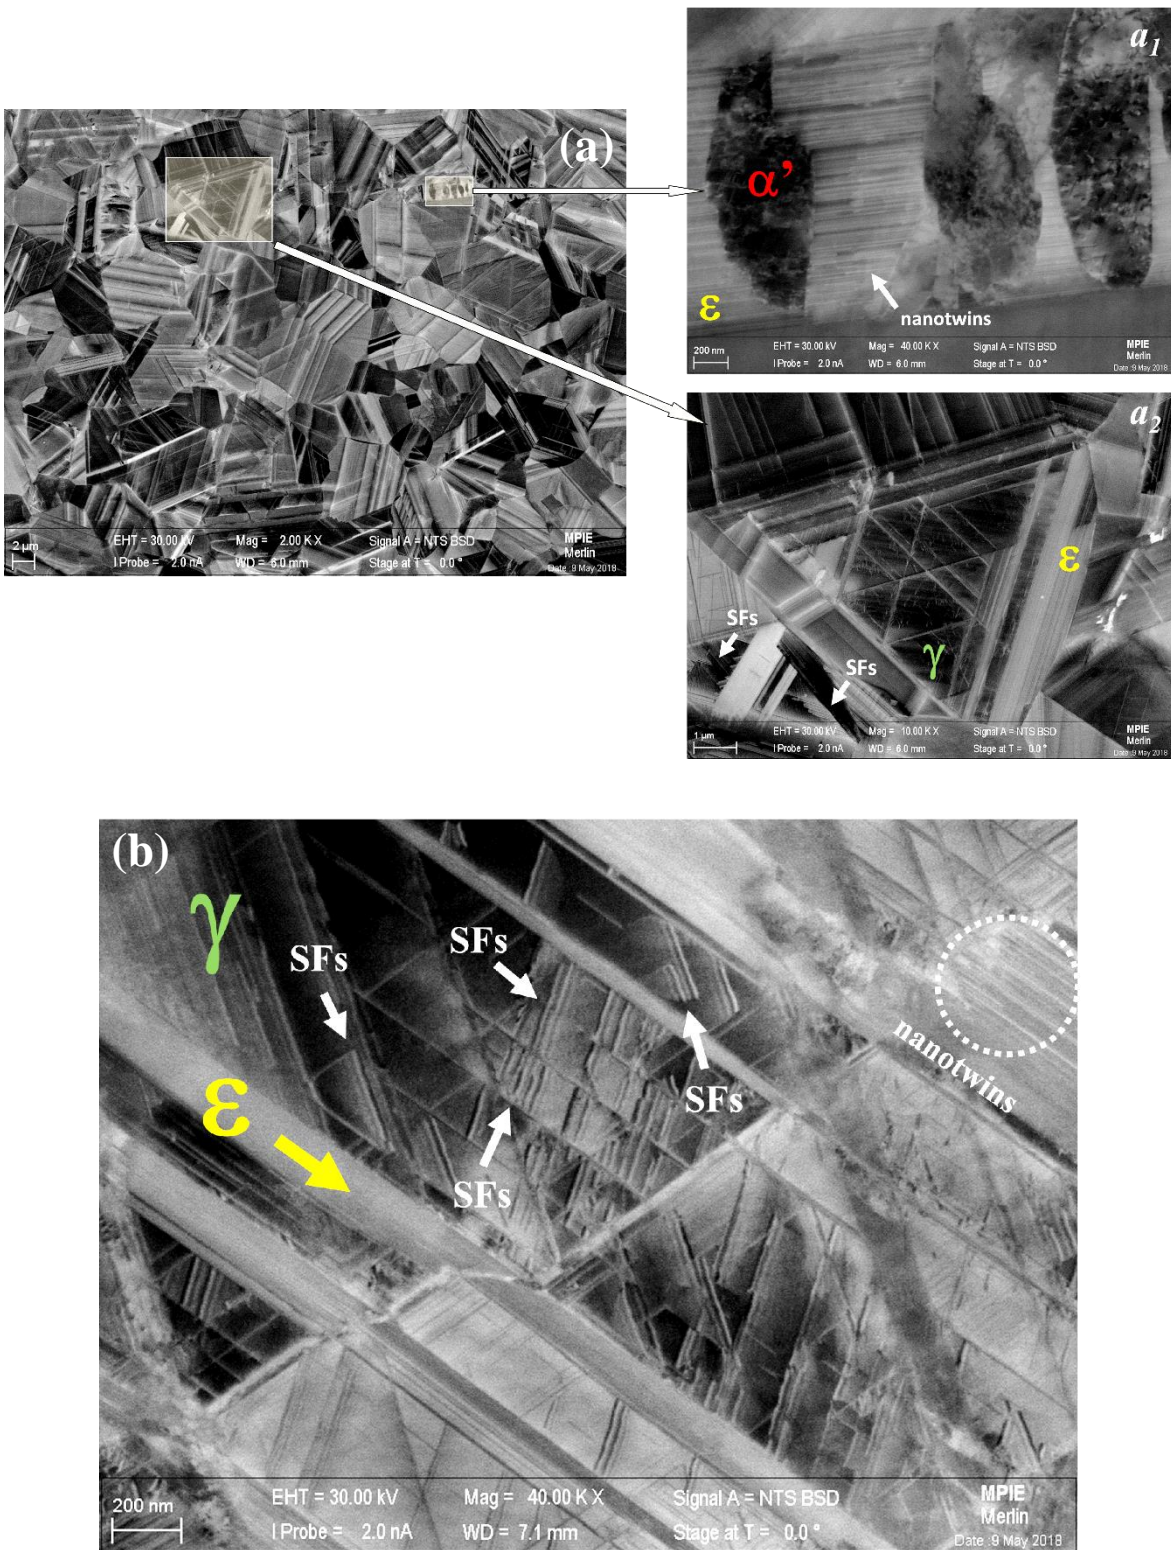 (a)
2 µm
EHT = 30.00 kV Mag = 2.00 K X Signal A = NTS BSD MPIE
I Probe = 2.0 nA WD = 6.0 mm Stage at T = 0.0 ° Merlin
Date :9 May 2018
a1
α’
ε
nanotwins
200 nm
EHT = 30.00 kV Mag = 40.00 K X Signal A = NTS BSD MPIE
I Probe = 2.0 nA WD = 6.0 mm Stage at T = 0.0 ° Merlin
Date :9 May 2018
a2
ε
SFs
SFs
γ
1 µm
EHT = 30.00 kV Mag = 10.00 K X Signal A = NTS BSD MPIE
I Probe = 2.0 nA WD = 6.0 mm Stage at T = 0.0 ° Merlin
Date :9 May 2018
(b)
γ
SFs
SFs
nanotwins
ε
SFs
SFs
200 nm
EHT = 30.00 kV Mag = 40.00 K X Signal A = NTS BSD MPIE
I Probe = 2.0 nA WD = 7.1 mm Stage at T = 0.0 ° Merlin
Date :9 May 2018